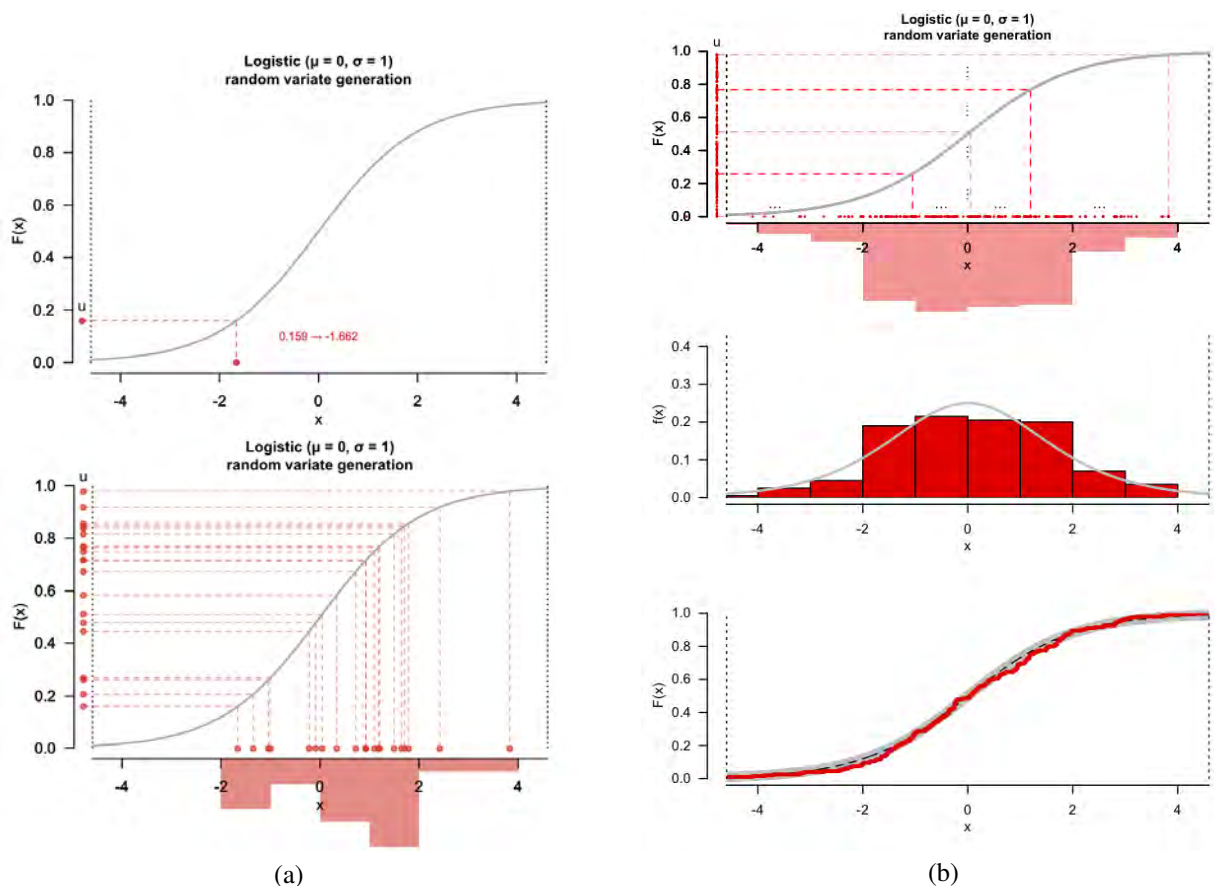 Logistic (μ = 0, σ = 1)
random variate generation
1.0
0.8
0.6
0.4
0.2
0.0
F(x)
u
0.159 → -1.662
-4 -2 0 2 4
x
Logistic (μ = 0, σ = 1)
random variate generation
u
1.0
0.8
0.6
0.4
0.2
0.0
F(x)
-4 -2 0 2 4
x
(a)
Logistic (μ = 0, σ = 1)
random variate generation
u
1.0
0.8
0.6
0.4
0.2
0.0
F(x)
-4 -2 0 2 4
x
0.4
0.3
0.2
0.1
0.0
f(x)
-4 -2 0 2 4
x
1.0
0.8
0.6
0.4
0.2
0.0
F(x)
-4 -2 0 2 4
x
(b)